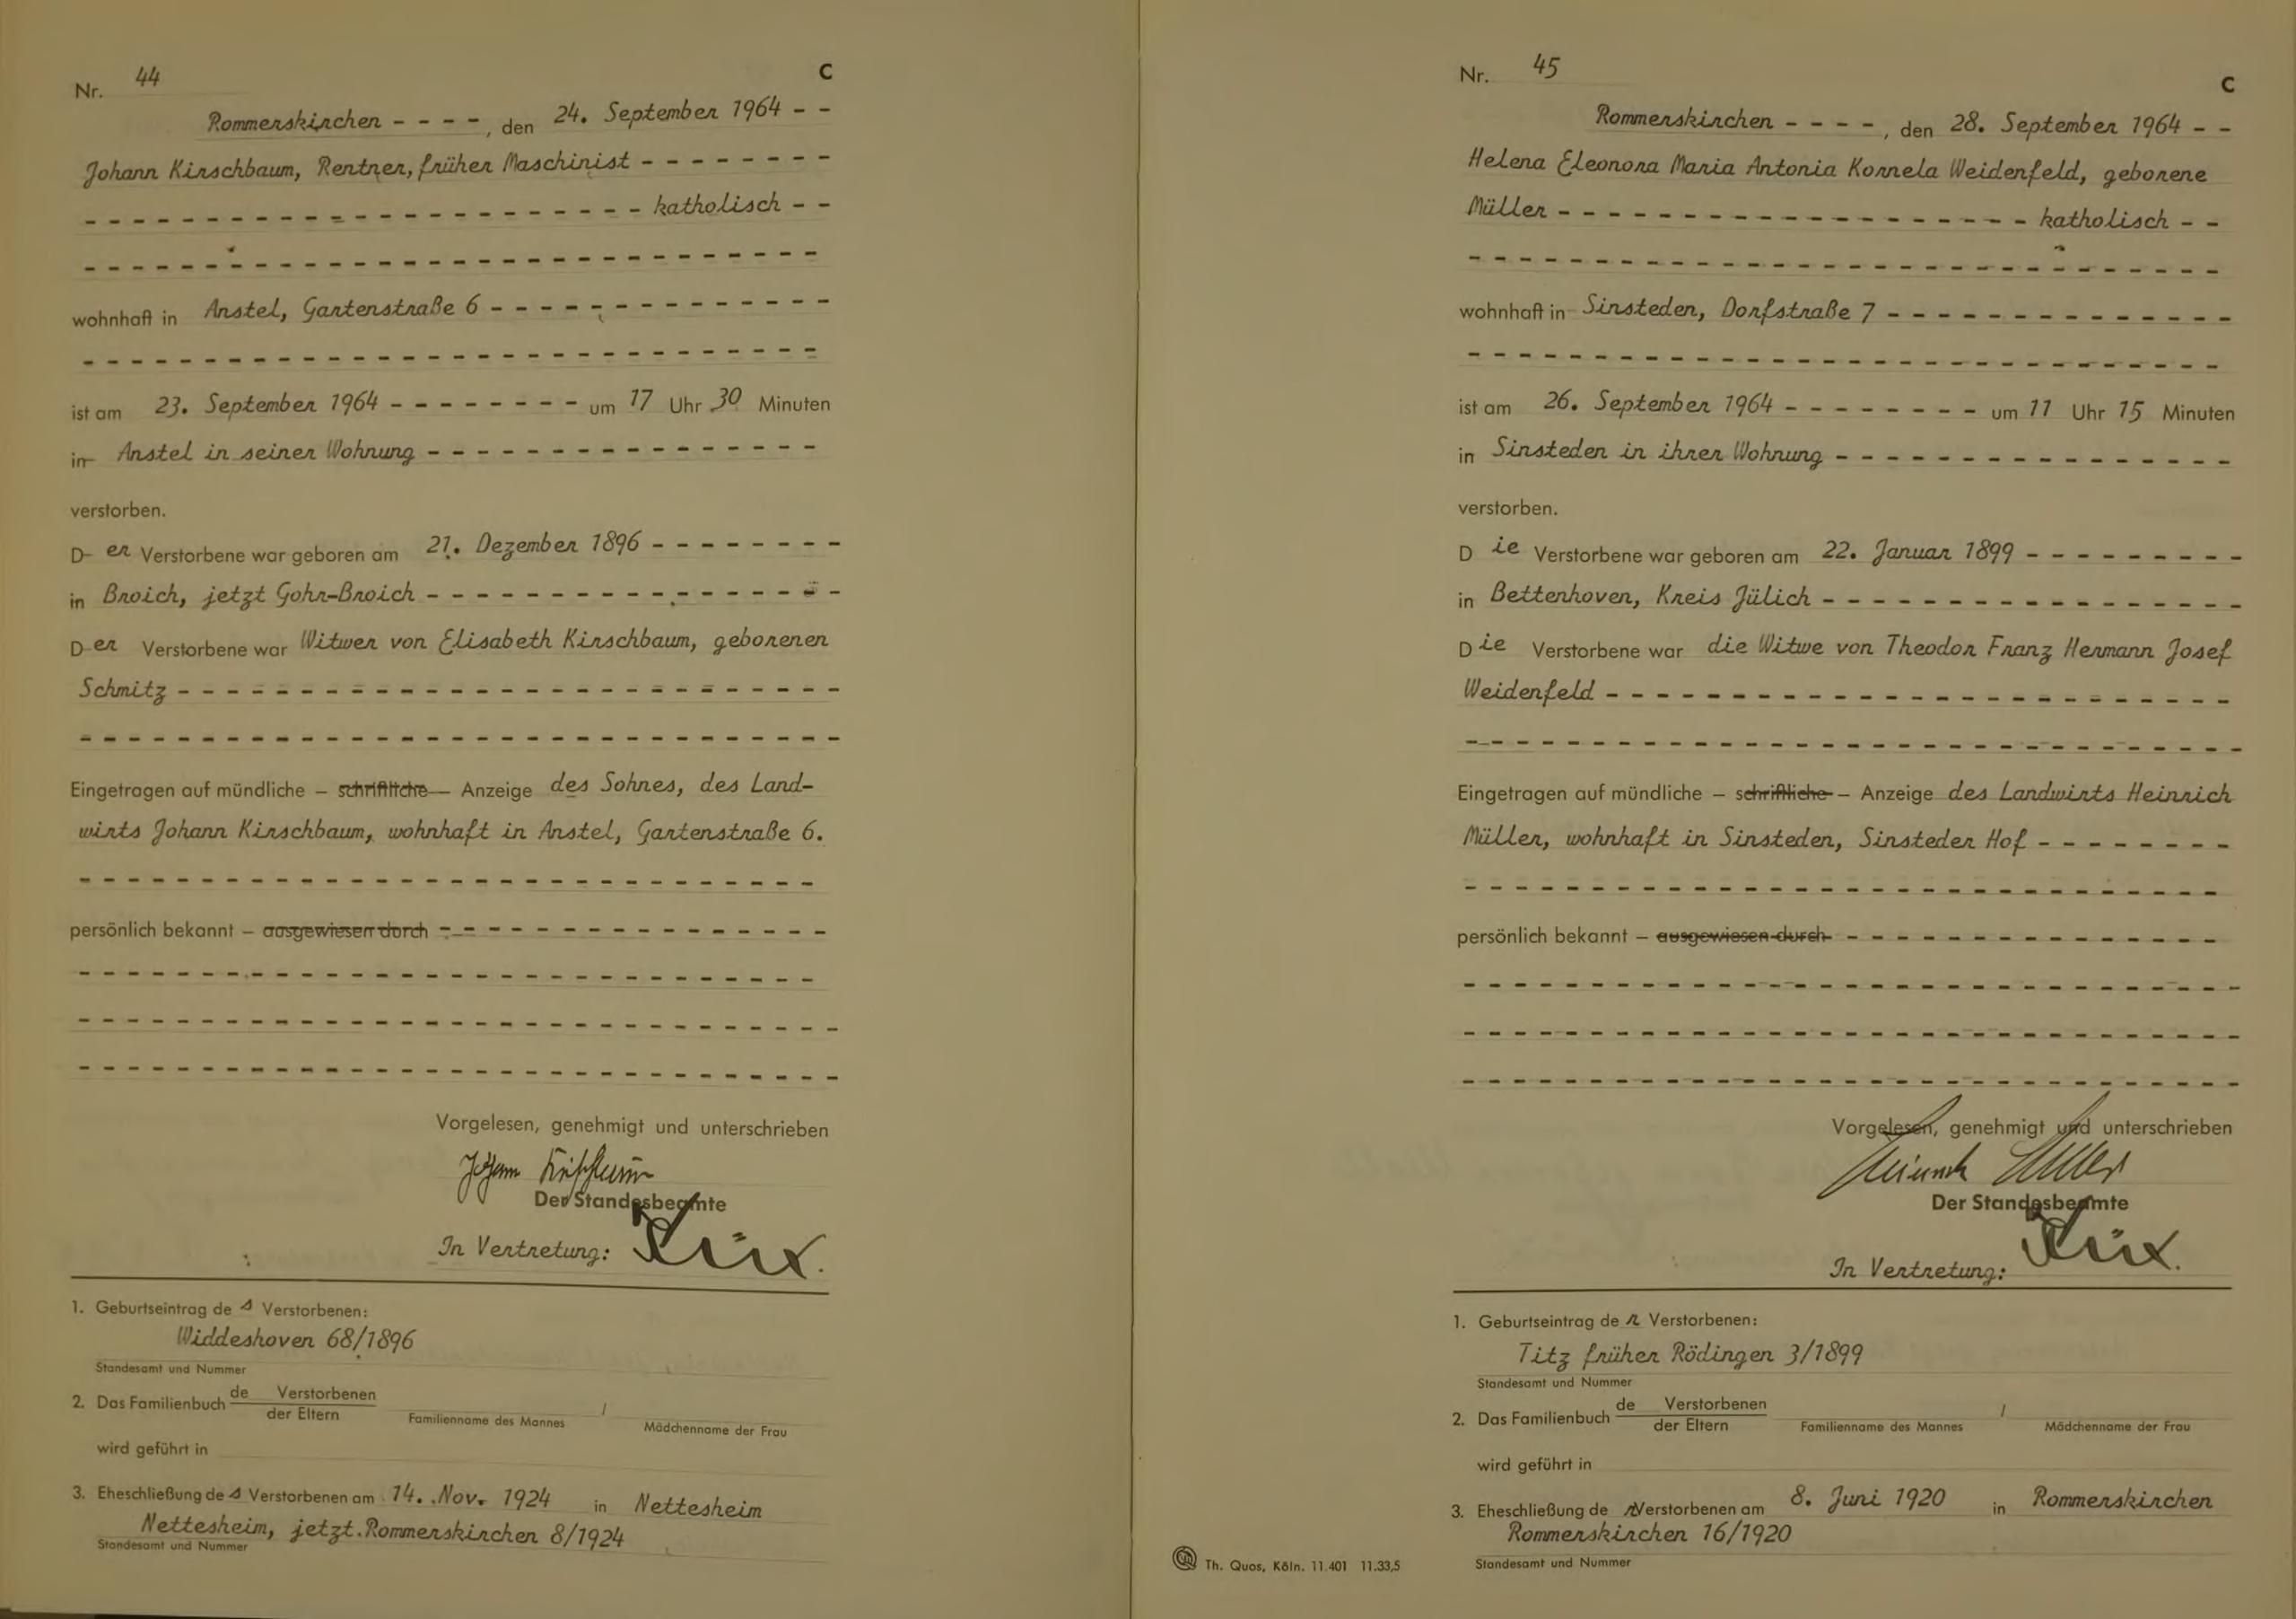 Nr. 44 C
Rommerskirchen - - - -, den 24. September 1964 - -
Johann Kirschbaum, Rentner, früher Maschinist - - - - - - - -
- - - - - - - - - - - - - - - - - - - - - - - katholisch - -
- - - - - - - - - - - - - - - - - - - - - - - - - - - - - -
wohnhaft in Anstel, Gartenstraße 6 - - - - - - - - - - - - - -
- - - - - - - - - - - - - - - - - - - - - - - - - - - - - -
ist am 23. September 1964 - - - - - - - - um 17 Uhr 30 Minuten
in Anstel in seiner Wohnung - - - - - - - - - - - - - - - -
verstorben.
D er Verstorbene war geboren am 21. Dezember 1896 - - - - - - - -
in Broich, jetzt Gohr-Broich - - - - - - - - - - - - - - - - -
D er Verstorbene war Witwer von Elisabeth Kirschbaum, geborenen
Schmitz - - - - - - - - - - - - - - - - - - - - - - - - - - -
- - - - - - - - - - - - - - - - - - - - - - - - - - - - - - -
Eingetragen auf mündliche – schriftliche – Anzeige des Sohnes, des Land-
wirts Johann Kirschbaum, wohnhaft in Anstel, Gartenstraße 6.
- - - - - - - - - - - - - - - - - - - - - - - - - - - - - -
persönlich bekannt – ausgewiesen durch - - - - - - - - - - - - - - - -
- - - - - - - - - - - - - - - - - - - - - - - - - - - - - -
- - - - - - - - - - - - - - - - - - - - - - - - - - - - - - -
- - - - - - - - - - - - - - - - - - - - - - - - - - - - - - -
Vorgelesen, genehmigt und unterschrieben
Johann Kirschbaum
Der Standesbeamte
In Vertretung:
1. Geburtseintrag de s Verstorbenen:
Widdeshoven 68/1896
Standesamt und Nummer
2. Das Familienbuch de Verstorbenen
der Eltern
Familienname des Mannes / Mädchenname der Frau
wird geführt in
3. Eheschließung de s Verstorbenen am 14. Nov. 1924 in Nettesheim
Nettesheim, jetzt Rommerskirchen 8/1924
Standesamt und Nummer
Nr. 45 C
Rommerskirchen - - - -, den 28. September 1964 - -
Helena Eleonora Maria Antonia Kornela Weidenfeld, geborene
Müller - - - - - - - - - - - - - - - - - - - katholisch - -
- - - - - - - - - - - - - - - - - - - - - - - - - - - - - -
wohnhaft in Sinsteden, Dorfstraße 7 - - - - - - - - - - - - - -
- - - - - - - - - - - - - - - - - - - - - - - - - - - - - -
ist am 26. September 1964 - - - - - - - - um 11 Uhr 15 Minuten
in Sinsteden in ihrer Wohnung - - - - - - - - - - - - - - - -
verstorben.
D ie Verstorbene war geboren am 22. Januar 1899 - - - - - - - - -
in Bettenhoven, Kreis Jülich - - - - - - - - - - - - - - - - -
D ie Verstorbene war die Witwe von Theodor Franz Hermann Josef
Weidenfeld - - - - - - - - - - - - - - - - - - - - - - - - -
- - - - - - - - - - - - - - - - - - - - - - - - - - - - - - -
Eingetragen auf mündliche – schriftliche – Anzeige des Landwirts Heinrich
Müller, wohnhaft in Sinsteden, Sinsteder Hof - - - - - - - -
- - - - - - - - - - - - - - - - - - - - - - - - - - - - - -
persönlich bekannt – ausgewiesen durch - - - - - - - - - - - - - - -
- - - - - - - - - - - - - - - - - - - - - - - - - - - - - - -
- - - - - - - - - - - - - - - - - - - - - - - - - - - - - - -
- - - - - - - - - - - - - - - - - - - - - - - - - - - - - - -
Vorgelesen, genehmigt und unterschrieben
Heinrich Müller
Der Standesbeamte
In Vertretung:
1. Geburtseintrag de r Verstorbenen:
Titz früher Rödingen 3/1899
Standesamt und Nummer
2. Das Familienbuch de Verstorbenen
der Eltern
Familienname des Mannes / Mädchenname der Frau
wird geführt in
3. Eheschließung de r Verstorbenen am 8. Juni 1920 in Rommerskirchen
Rommerskirchen 16/1920
Standesamt und Nummer
Th. Quos, Köln. 11 401 11.33,5